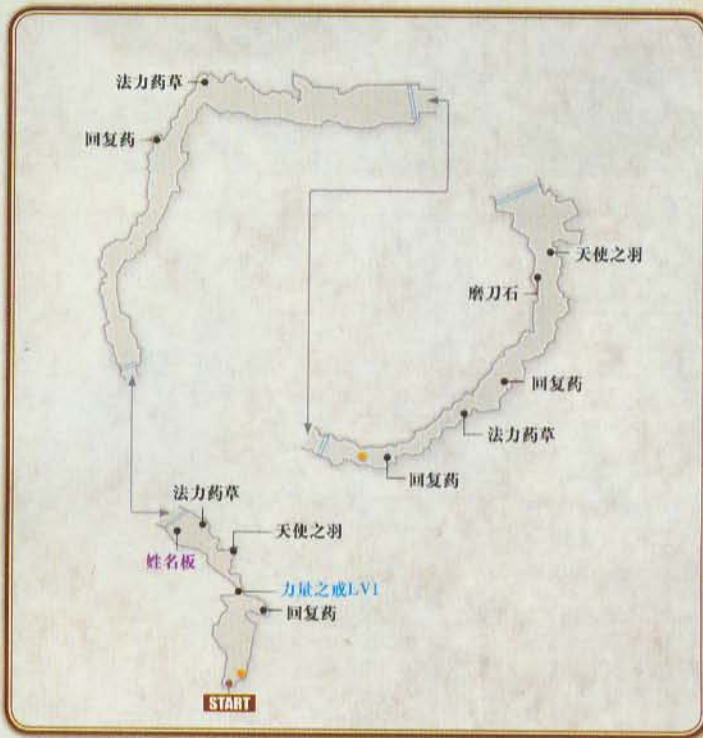 法力药草
回复药
天使之羽
磨刀石
回复药
法力药草
回复药
法力药草
天使之羽
姓名板
力量之戒LV1
回复药
START